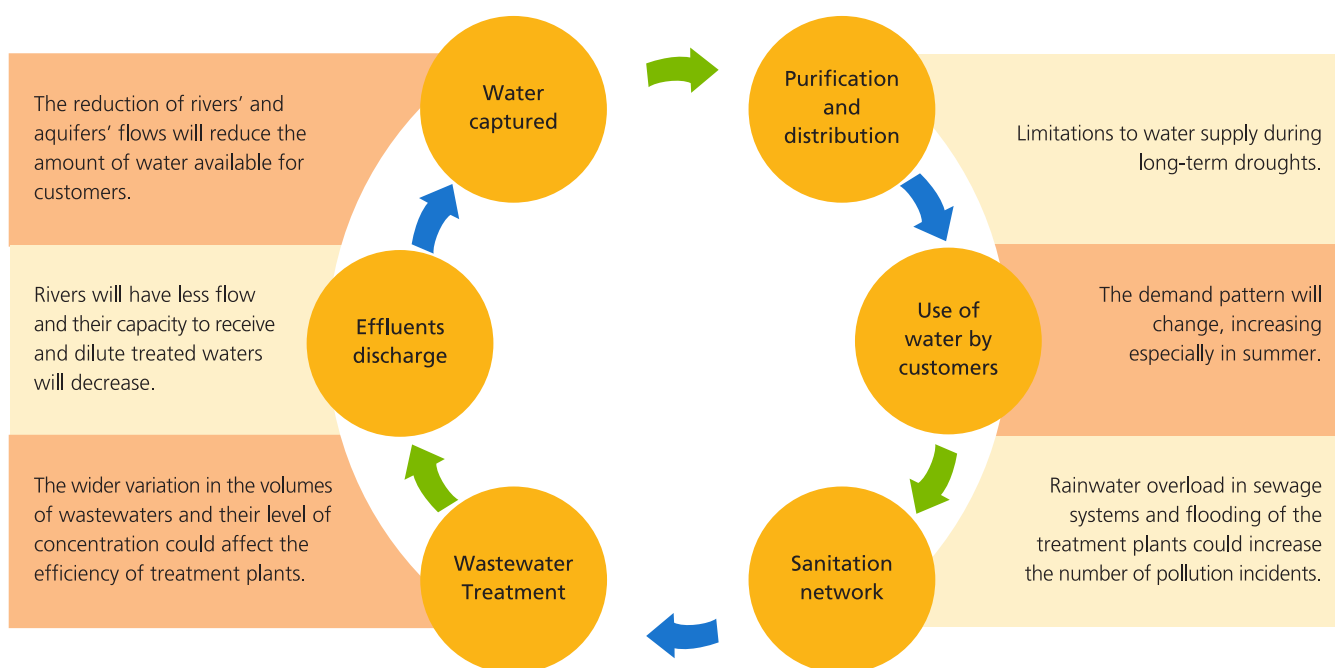 The reduction of rivers’ and
aquifers’ flows will reduce the
amount of water available for
customers.
Water
captured
Purification
and
distribution
Limitations to water supply during
long-term droughts.
Rivers will have less flow
and their capacity to receive
and dilute treated waters
will decrease.
Effluents
discharge
Use of
water by
customers
The demand pattern will
change, increasing
especially in summer.
The wider variation in the volumes
of wastewaters and their level of
concentration could affect the
efficiency of treatment plants.
Wastewater
Treatment
Sanitation
network
Rainwater overload in sewage
systems and flooding of the
treatment plants could increase
the number of pollution incidents.